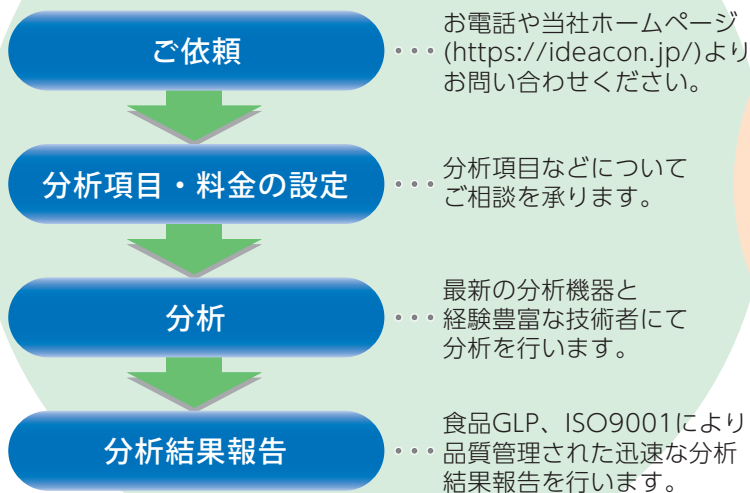 ご依頼
・・・お電話や当社ホームページ
(https://ideacon.jp/)より
お問い合わせください。
分析項目・料金の設定
・・・分析項目などについて
ご相談を承ります。
分析
・・・最新の分析機器と
経験豊富な技術者にて
分析を行います。
分析結果報告
・・・食品GLP、ISO9001により
品質管理された迅速な分析
結果報告を行います。